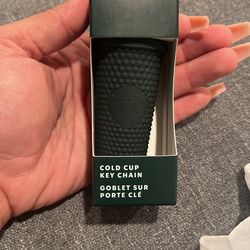 COLD CUP
KEY CHAIN
GOBLET SUR
PORTE CLÉ